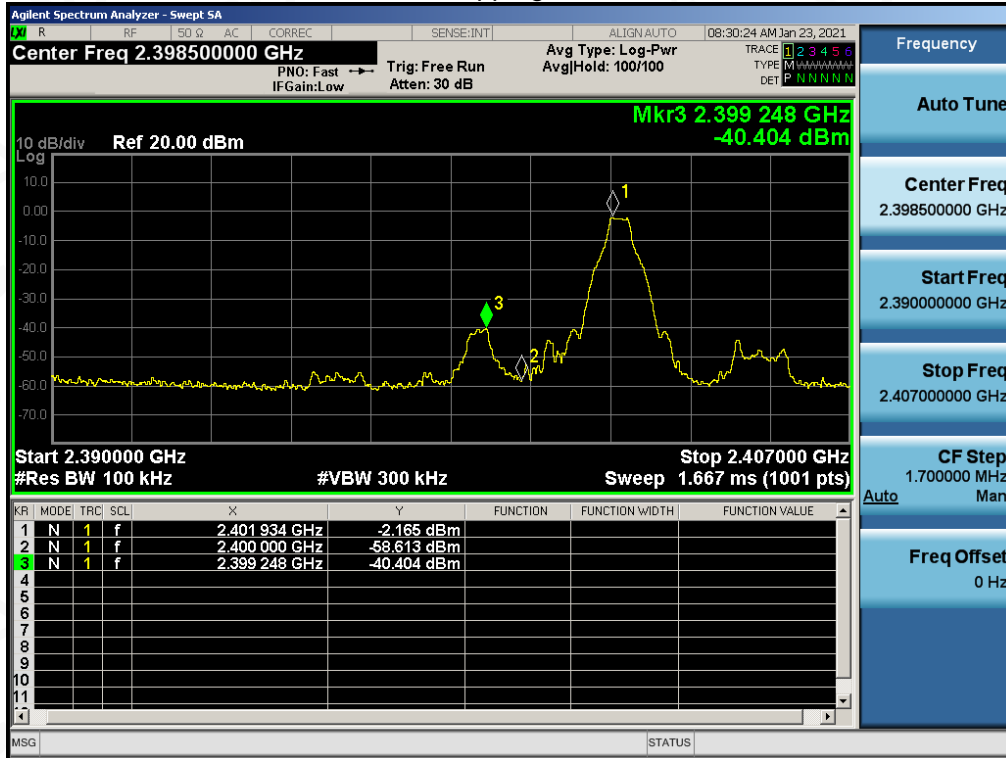 Agilent Spectrum Analyzer - Swept SA
LXI R RF 50 Ω AC CORREC SENSE:INT ALIGN AUTO 08:30:24 AM Jan 23, 2021
Center Freq 2.398500000 GHz
PNO: Fast
IFGain:Low
Trig: Free Run
Atten: 30 dB
Avg Type: Log-Pwr
Avg|Hold: 100/100
TRACE 1 2 3 4 5 6
TYPE M
DET P N N N N N
Mkr3 2.399 248 GHz
-40.404 dBm
10 dB/div Ref 20.00 dBm
Log
10.0
0.00
-10.0
-20.0
-30.0
-40.0
-50.0
-60.0
-70.0
1
3
2
Start 2.390000 GHz Stop 2.407000 GHz
#Res BW 100 kHz #VBW 300 kHz Sweep 1.667 ms (1001 pts)
KR MODE TRC SCL X Y FUNCTION FUNCTION WIDTH FUNCTION VALUE
1 N 1 f 2.401 934 GHz -2.165 dBm
2 N 1 f 2.400 000 GHz -58.613 dBm
3 N 1 f 2.399 248 GHz -40.404 dBm
4
5
6
7
8
9
10
11
MSG STATUS
Frequency
Auto Tune
Center Freq
2.398500000 GHz
Start Freq
2.390000000 GHz
Stop Freq
2.407000000 GHz
CF Step
1.700000 MHz
Auto Man
Freq Offset
0 Hz